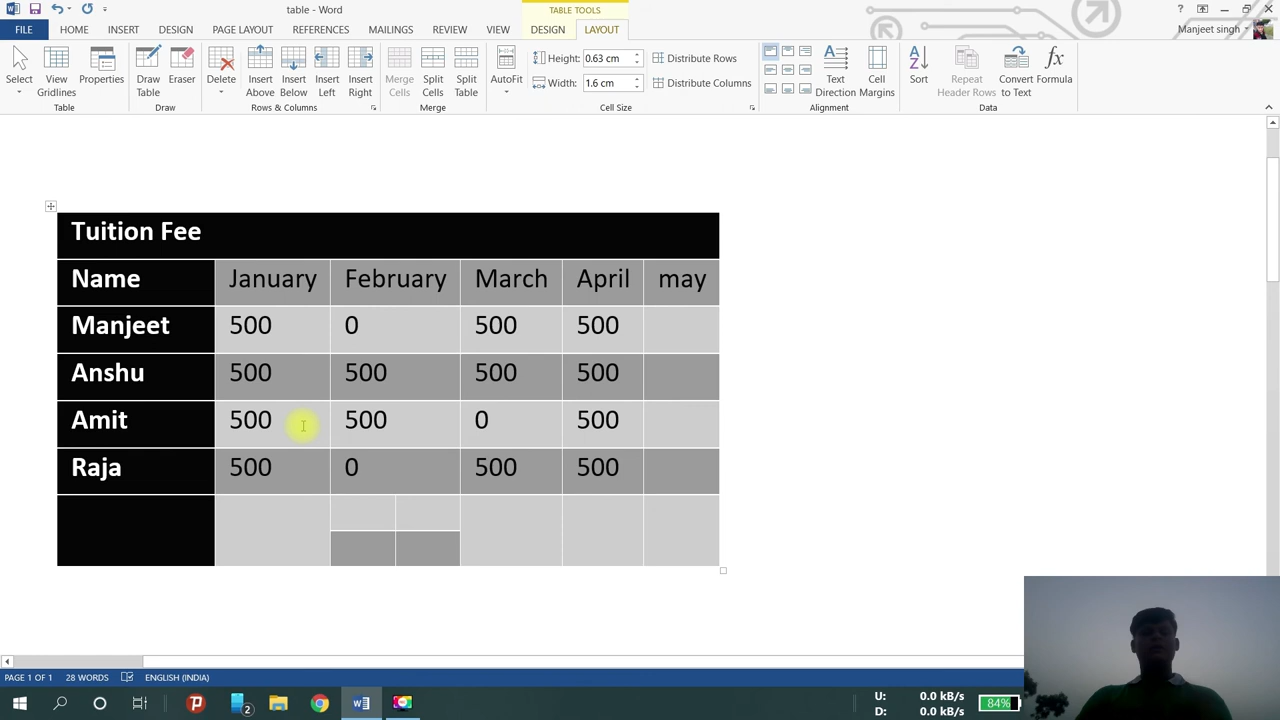 table - Word
TABLE TOOLS
FILE
HOME
INSERT
DESIGN
PAGE LAYOUT
REFERENCES
MAILINGS
REVIEW
VIEW
DESIGN
LAYOUT
Manjeet singh
Select
View Gridlines
Properties
Draw Table
Eraser
Delete
Insert Above
Insert Below
Insert Left
Insert Right
Merge Cells
Split Cells
Split Table
AutoFit
Height: 0.63 cm
Width: 1.6 cm
Distribute Rows
Distribute Columns
Text Direction
Cell Margins
Sort
Repeat Header Rows
Convert to Text
Formula
Table
Draw
Rows & Columns
Merge
Cell Size
Alignment
Data
Tuition Fee
Name January February March April may
Manjeet 500 0 500 500
Anshu 500 500 500 500
Amit 500 500 0 500
Raja 500 0 500 500
PAGE 1 OF 1 28 WORDS ENGLISH (INDIA)
U: 0.0 kB/s
D: 0.0 kB/s
84%
2